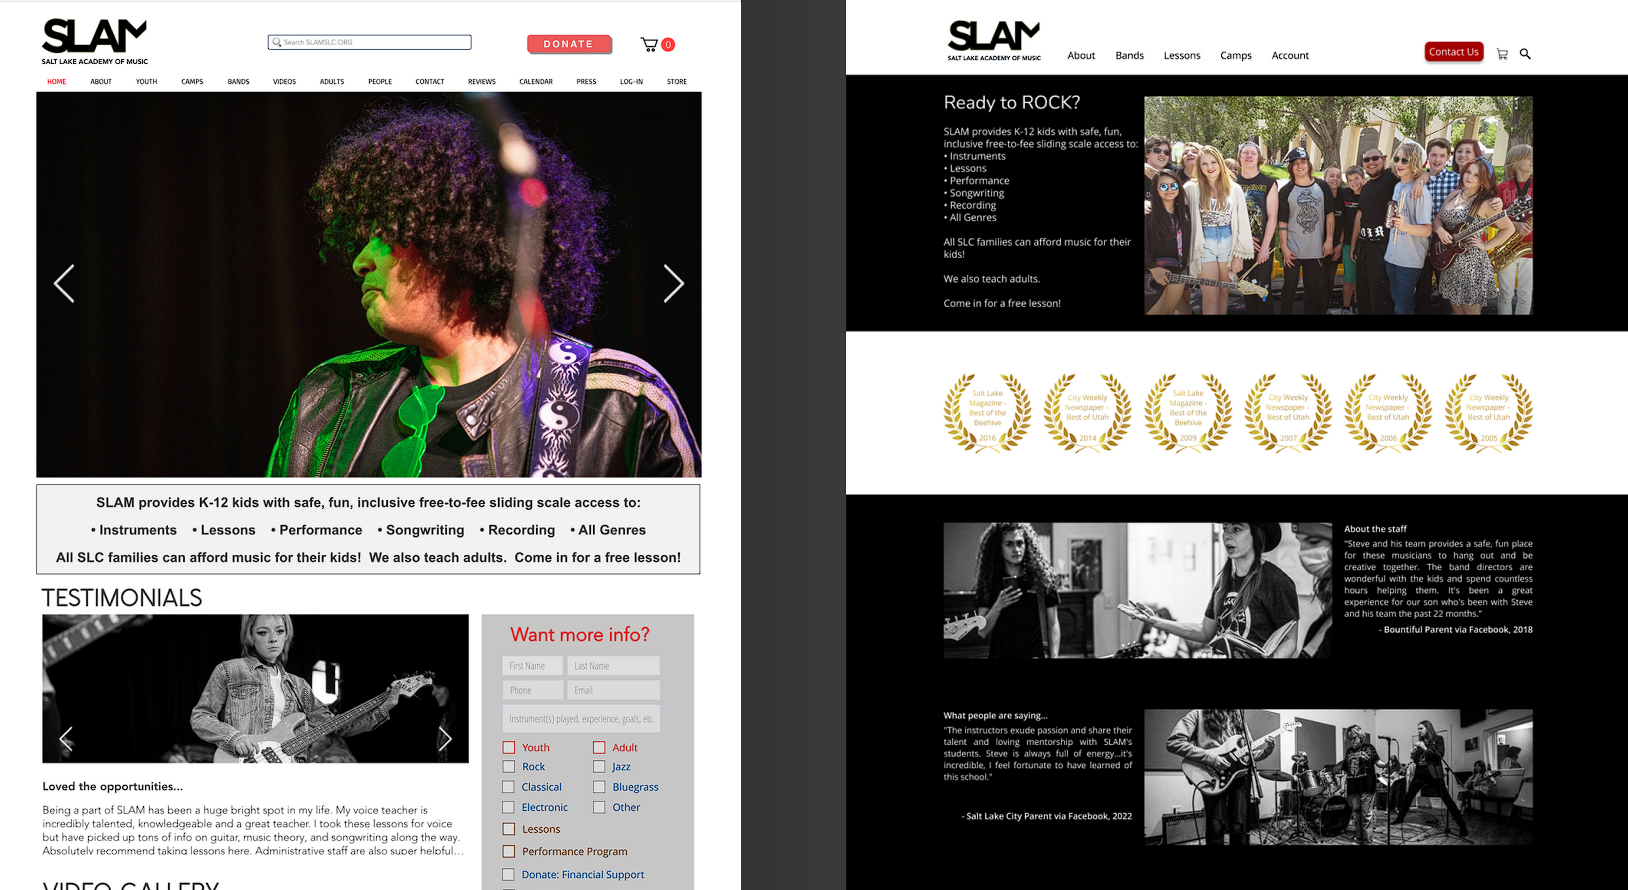 SLAM
SALT LAKE ACADEMY OF MUSIC
Search SLAMSLC.ORG
DONATE
0
HOME ABOUT YOUTH CAMPS BANDS VIDEOS ADULTS PEOPLE CONTACT REVIEWS CALENDAR PRESS LOG-IN STORE
SLAM provides K-12 kids with safe, fun, inclusive free-to-fee sliding scale access to:
• Instruments • Lessons • Performance • Songwriting • Recording • All Genres
All SLC families can afford music for their kids! We also teach adults. Come in for a free lesson!
TESTIMONIALS
Loved the opportunities...
Being a part of SLAM has been a huge bright spot in my life. My voice teacher is
incredibly talented, knowledgeable and a great teacher. I took these lessons for voice
but have picked up tons of info on guitar, music theory, and songwriting along the way.
Absolutely recommend taking lessons here. Administrative staff are also super helpful...
VIDEO GALLERY
Want more info?
First Name Last Name
Phone Email
Instrument(s) played, experience, goals, etc.
Youth Adult
Rock Jazz
Classical Bluegrass
Electronic Other
Lessons
Performance Program
Donate: Financial Support
SLAM
SALT LAKE ACADEMY OF MUSIC
About Bands Lessons Camps Account
Contact Us
Ready to ROCK?
SLAM provides K-12 kids with safe, fun,
inclusive free-to-fee sliding scale access to:
• Instruments
• Lessons
• Performance
• Songwriting
• Recording
• All Genres
All SLC families can afford music for their
kids!
We also teach adults.
Come in for a free lesson!
Salt Lake
Magazine -
Best of the
Beehive
2016
City Weekly
Newspaper -
Best of Utah
2014
Salt Lake
Magazine -
Best of the
Beehive
2009
City Weekly
Newspaper -
Best of Utah
2007
City Weekly
Newspaper -
Best of Utah
2006
City Weekly
Newspaper -
Best of Utah
2005
About the staff
"Steve and his team provides a safe, fun place
for these musicians to hang out and be
creative together. The band directors are
wonderful with the kids and spend countless
hours helping them. It's been a great
experience for our son who's been with Steve
and his team the past 22 months."
- Bountiful Parent via Facebook, 2018
What people are saying...
"The instructors exude passion and share their
talent and loving mentorship with SLAM's
students. Steve is always full of energy...it's
incredible, I feel fortunate to have learned of
this school."
- Salt Lake City Parent via Facebook, 2022